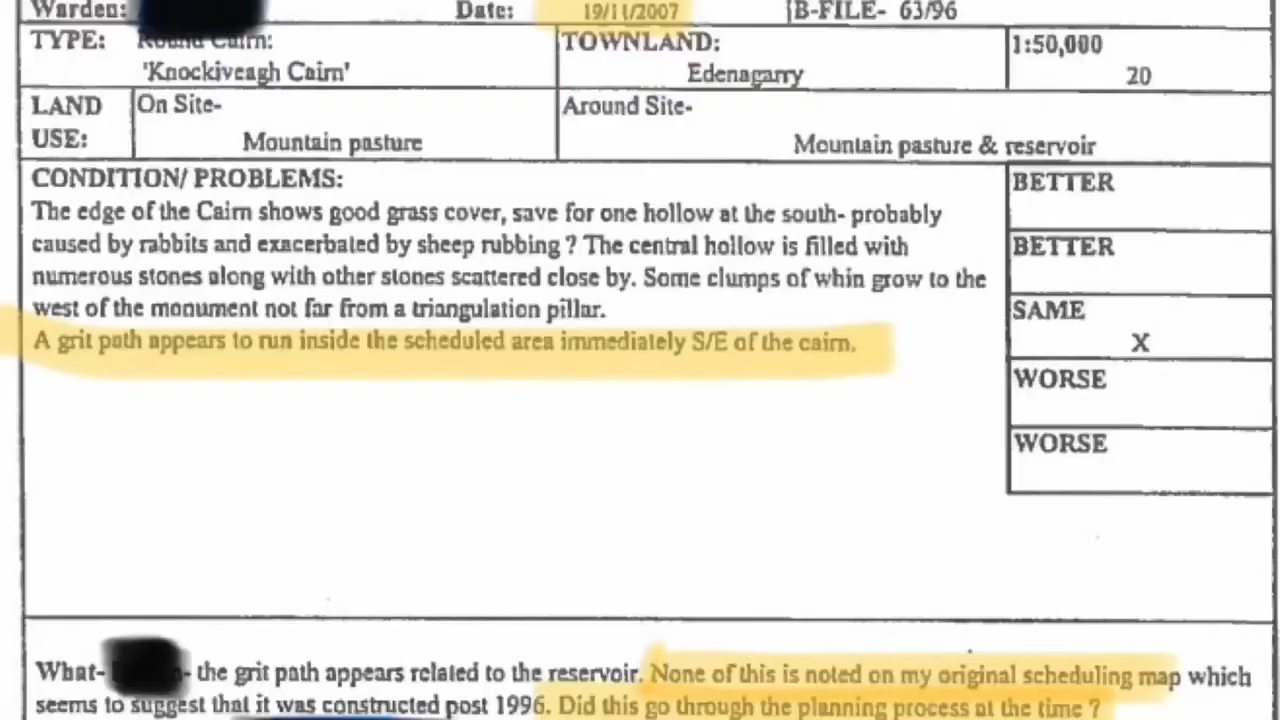 Warden: Date: 19/11/2007 B-FILE- 63/96
TYPE: Round Cairn: TOWNLAND: 1:50,000
'Knockiveagh Cairn' Edenagarry 20
LAND On Site- Around Site-
USE: Mountain pasture Mountain pasture & reservoir
CONDITION/ PROBLEMS: BETTER
The edge of the Cairn shows good grass cover, save for one hollow at the south- probably
caused by rabbits and exacerbated by sheep rubbing ? The central hollow is filled with BETTER
numerous stones along with other stones scattered close by. Some clumps of whin grow to the
west of the monument not far from a triangulation pillar. SAME
A grit path appears to run inside the scheduled area immediately S/E of the cairn. X
WORSE
WORSE
What- - the grit path appears related to the reservoir. None of this is noted on my original scheduling map which
seems to suggest that it was constructed post 1996. Did this go through the planning process at the time ?